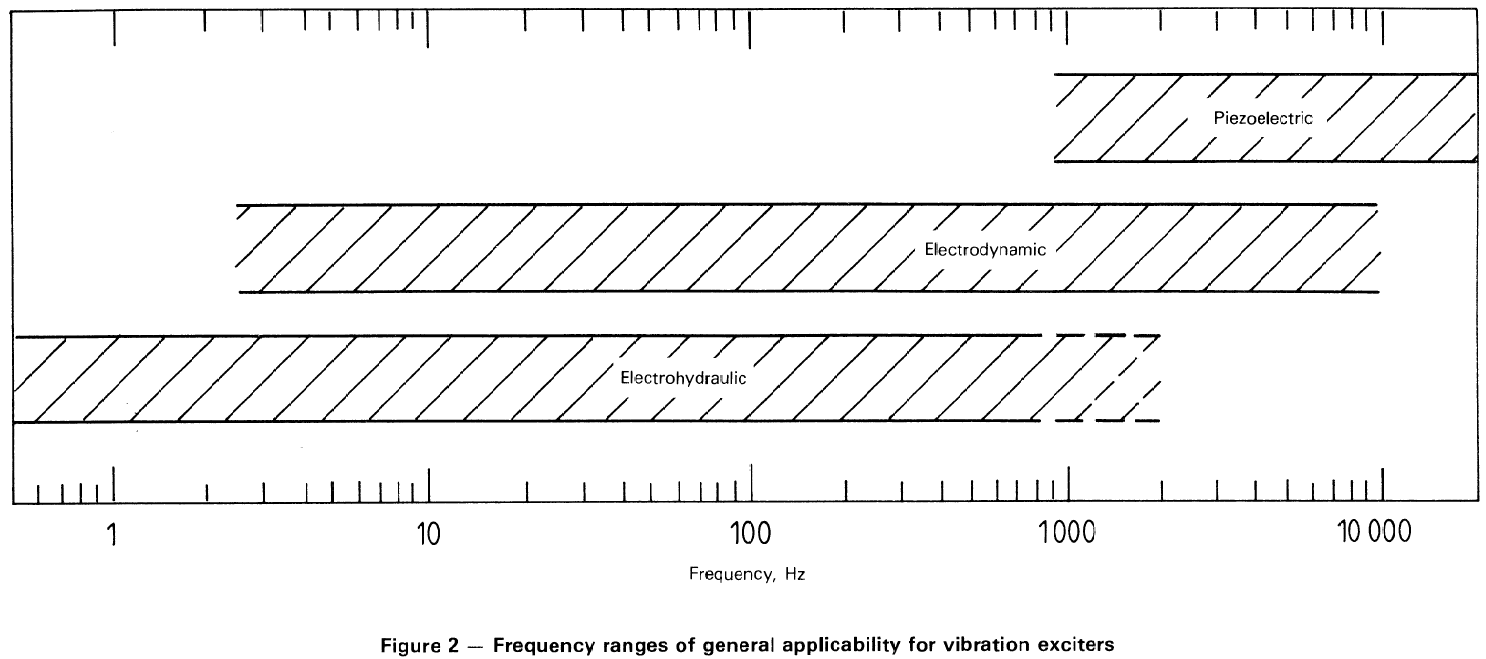 Piezoelectric
Electrodynamic
Electrohydraulic
1 10 100 1000 10 000
Frequency, Hz
Figure 2 — Frequency ranges of general applicability for vibration exciters